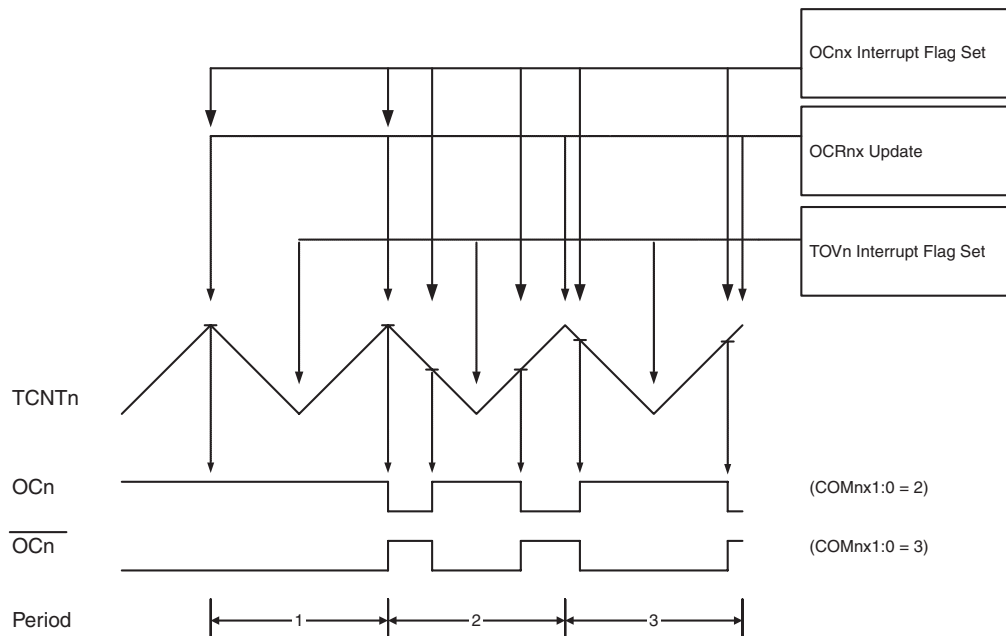 OCnx Interrupt Flag Set
OCRnx Update
TOVn Interrupt Flag Set
TCNTn
OCn
(COMnx1:0 = 2)
OCn
(COMnx1:0 = 3)
Period
1
2
3